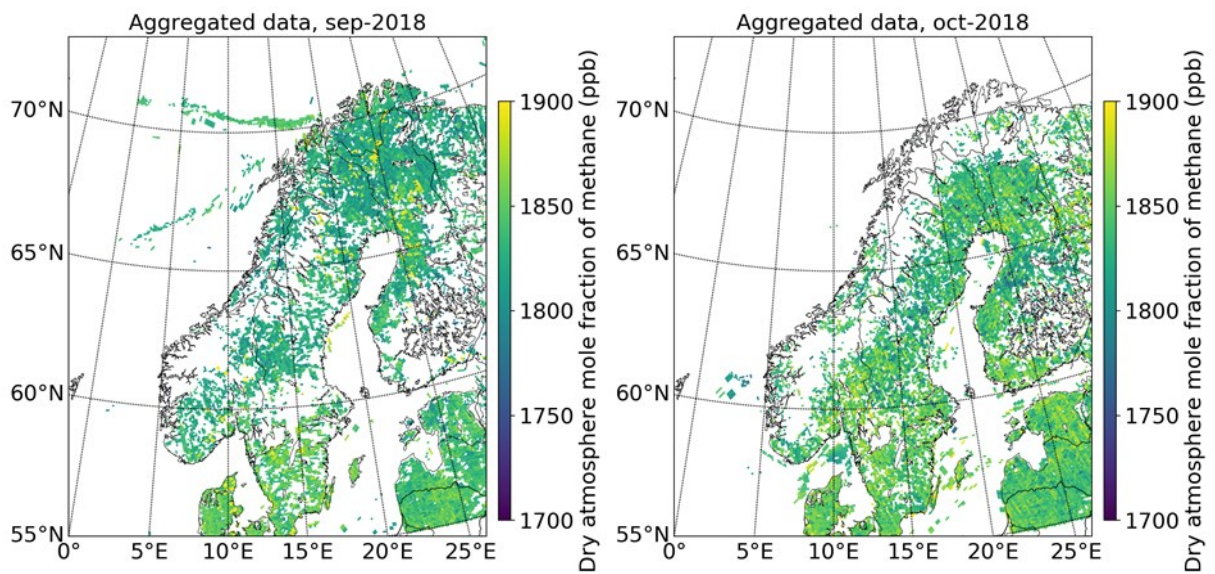 Aggregated data, sep-2018
70°N
65°N
60°N
55°N
0°
5°E
10°E
15°E
20°E
25°E
1900
1850
1800
1750
1700
Dry atmosphere mole fraction of methane (ppb)
Aggregated data, oct-2018
70°N
65°N
60°N
55°N
0°
5°E
10°E
15°E
20°E
25°E
1900
1850
1800
1750
1700
Dry atmosphere mole fraction of methane (ppb)